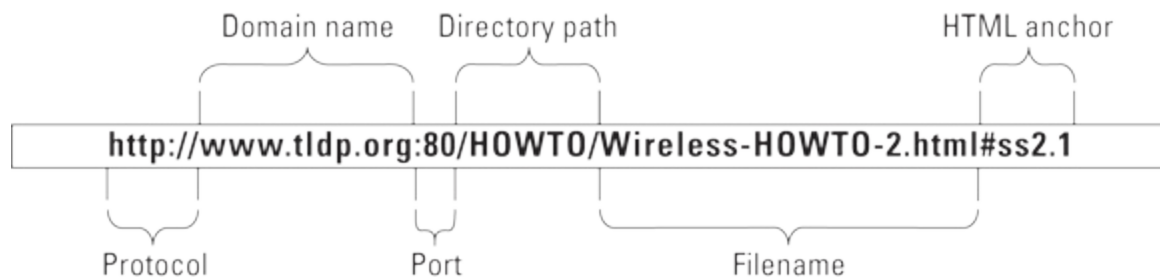 Domain name Directory path HTML anchor
http://www.tldp.org:80/HOWTO/Wireless-HOWTO-2.html#ss2.1
Protocol Port Filename